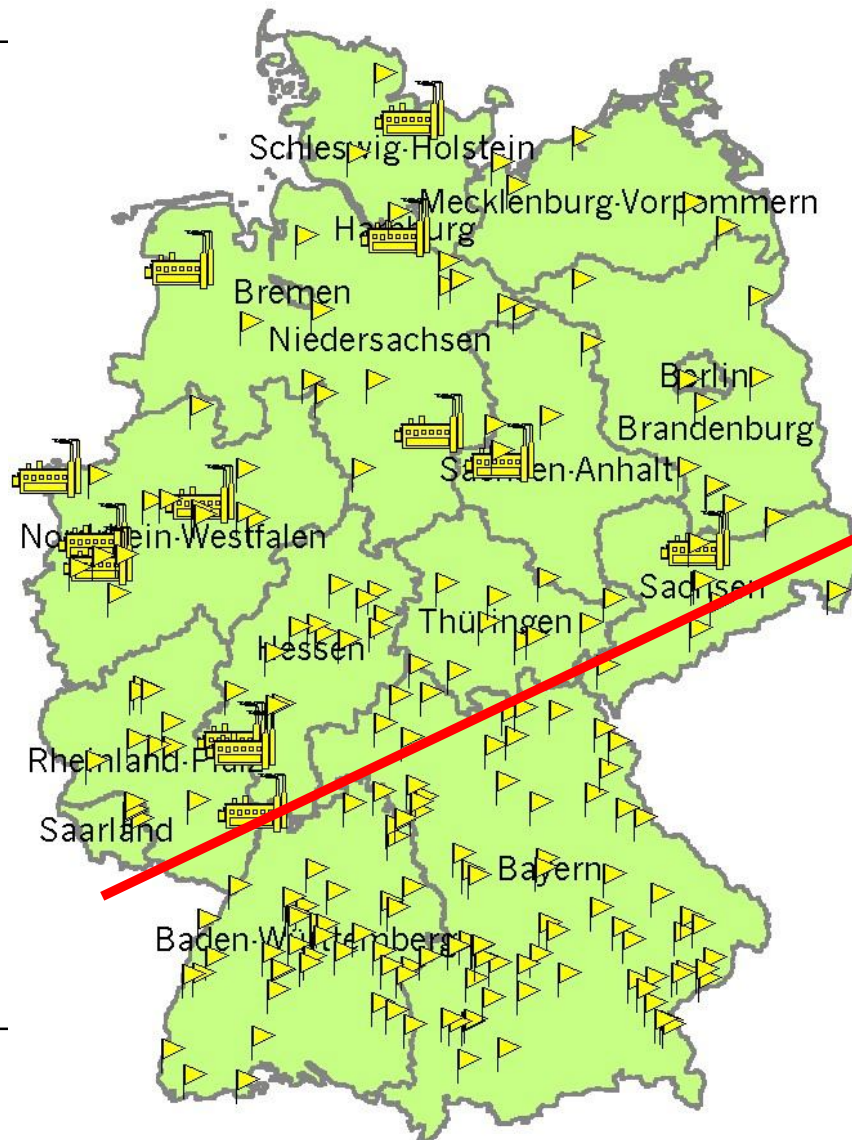 Schleswig-Holstein
Mecklenburg-Vorpommern
Hamburg
Bremen
Niedersachsen
Berlin
Brandenburg
Sachsen-Anhalt
Nordrhein-Westfalen
Sachsen
Thüringen
Hessen
Rheinland-Pfalz
Saarland
Bayern
Baden-Württemberg